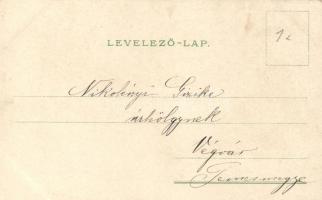 LEVELEZŐ-LAP.
Nikolényi Gizike
úrhölgynek
Végvár
Temesmegye